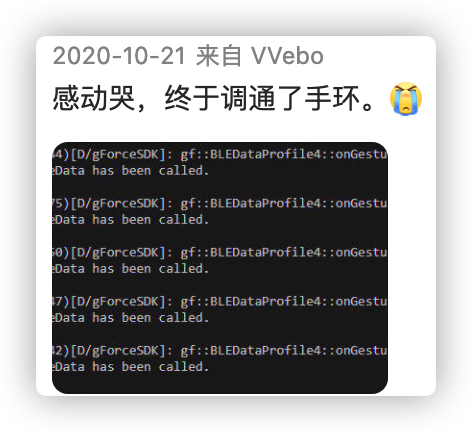 2020-10-21 来自 VVebo
感动哭，终于调通了手环。😭
44)[D/gForceSDK]: gf::BLEDataProfile4::onGestu
eData has been called.
75)[D/gForceSDK]: gf::BLEDataProfile4::onGestu
eData has been called.
50)[D/gForceSDK]: gf::BLEDataProfile4::onGestu
eData has been called.
47)[D/gForceSDK]: gf::BLEDataProfile4::onGestu
eData has been called.
42)[D/gForceSDK]: gf::BLEDataProfile4::onGestu
eData has been called.